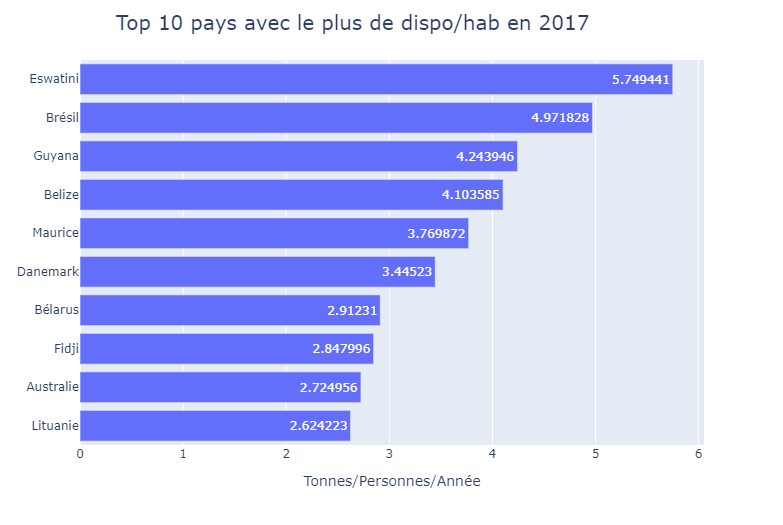 Top 10 pays avec le plus de dispo/hab en 2017
Eswatini 5.749441
Brésil 4.971828
Guyana 4.243946
Belize 4.103585
Maurice 3.769872
Danemark 3.44523
Bélarus 2.91231
Fidji 2.847996
Australie 2.724956
Lituanie 2.624223
0 1 2 3 4 5 6
Tonnes/Personnes/Année